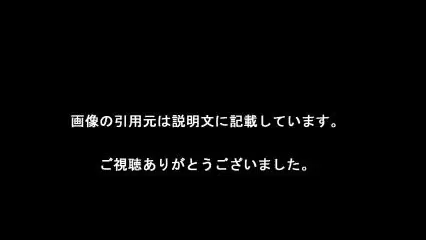 画像の引用元は説明文に記載しています。
ご視聴ありがとうございました。